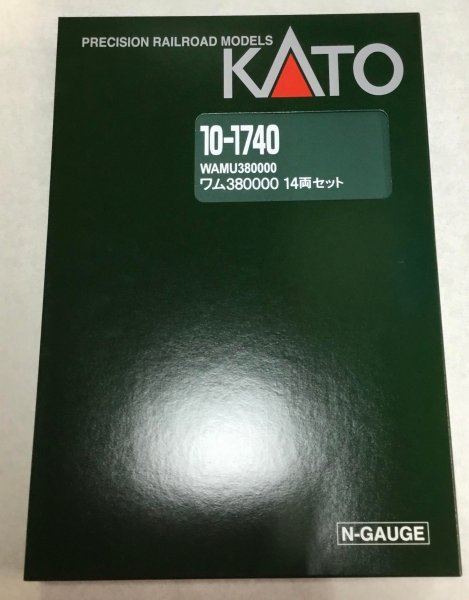 PRECISION RAILROAD MODELS
KATO
10-1740
WAMU380000
ワム380000 14両セット
N-GAUGE